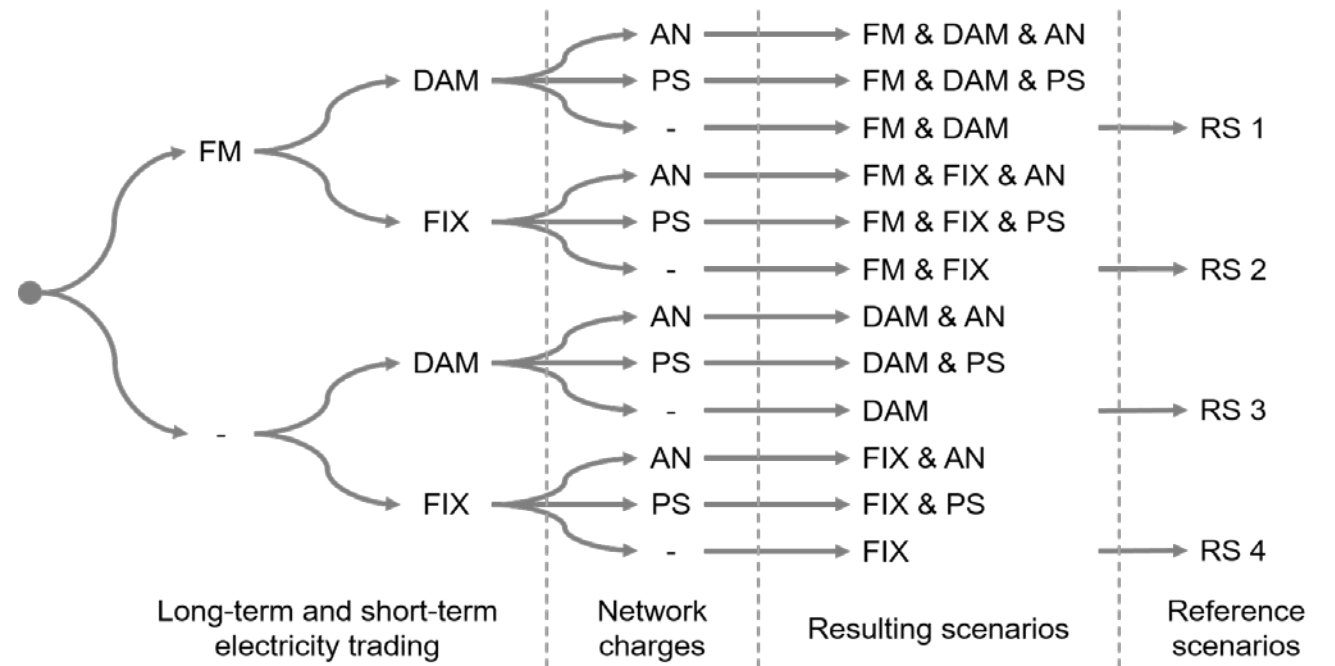 AN
FM & DAM & AN
DAM
PS
FM & DAM & PS
-
FM & DAM
RS 1
FM
AN
FM & FIX & AN
FIX
PS
FM & FIX & PS
-
FM & FIX
RS 2
AN
DAM & AN
DAM
PS
DAM & PS
-
DAM
RS 3
-
AN
FIX & AN
FIX
PS
FIX & PS
-
FIX
RS 4
Long-term and short-term
electricity trading
Network
charges
Resulting scenarios
Reference
scenarios